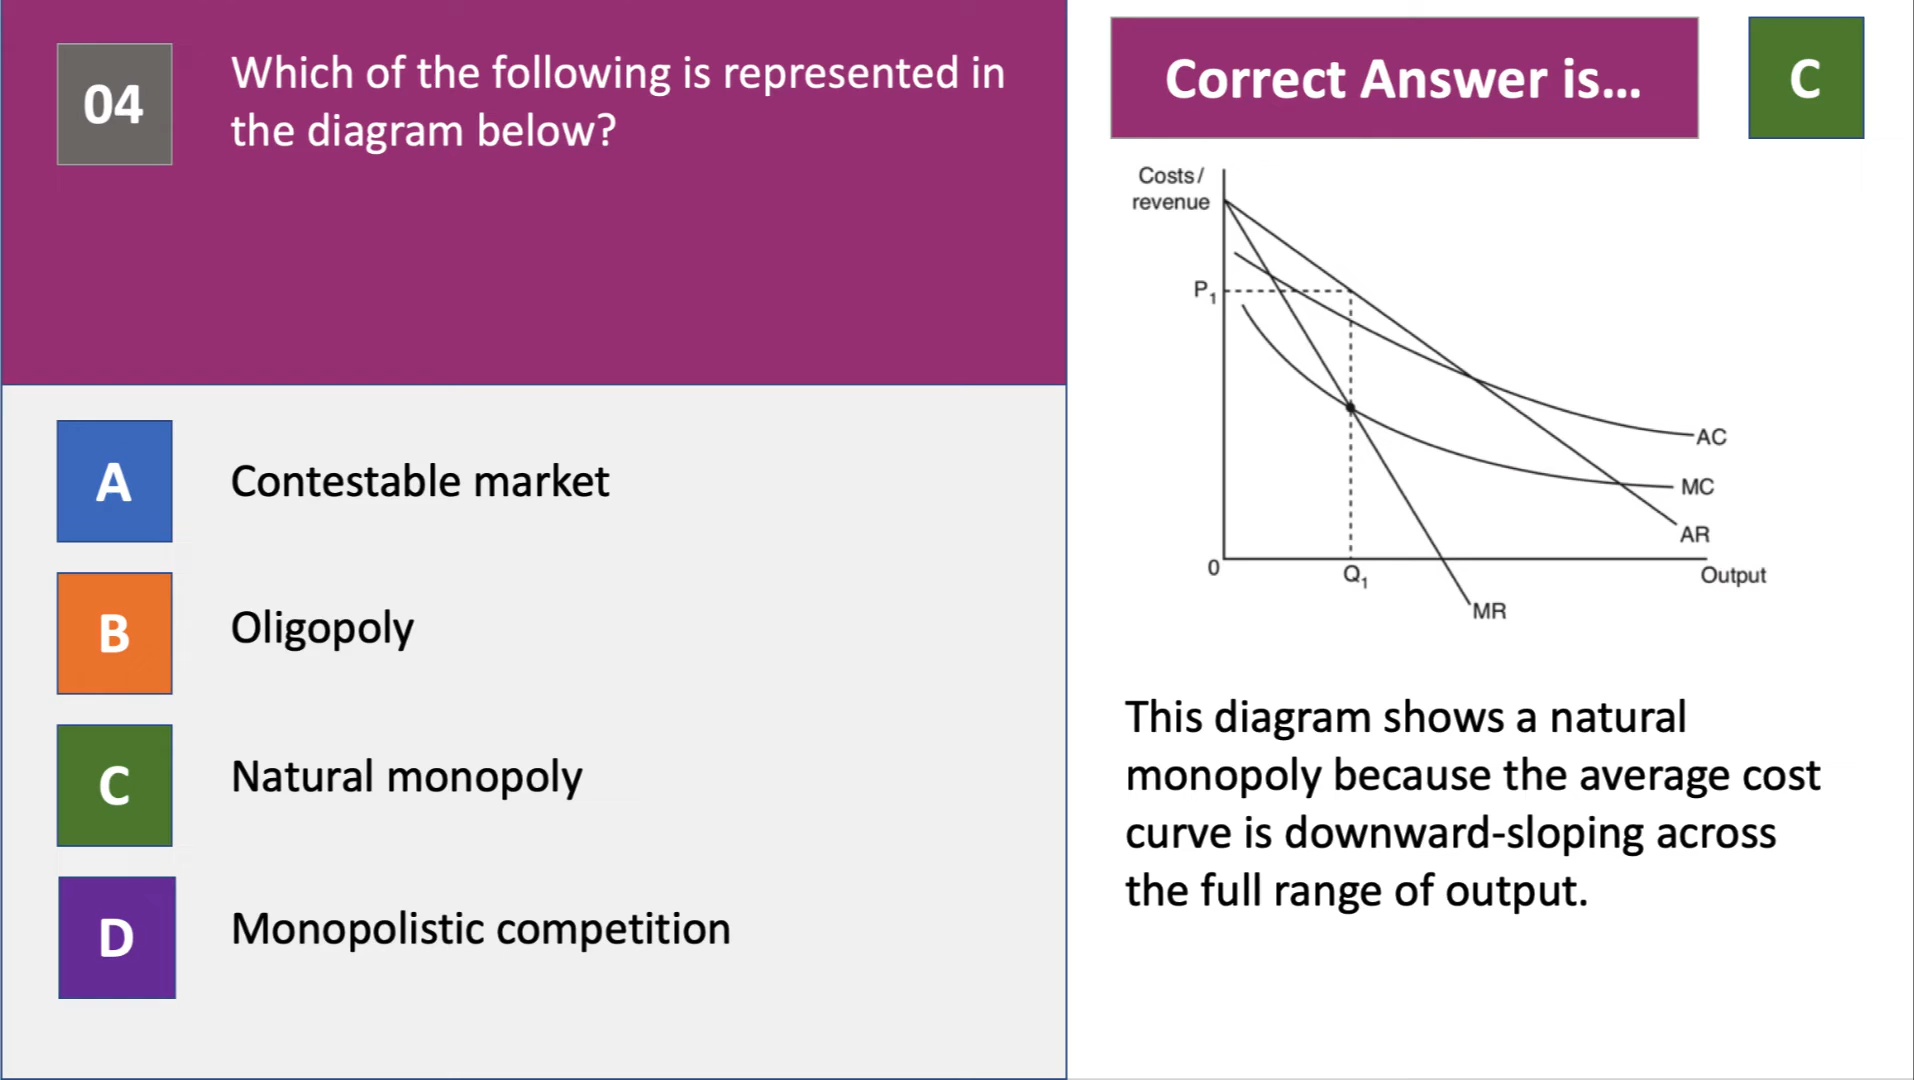 04
Which of the following is represented in
the diagram below?
A
Contestable market
B
Oligopoly
C
Natural monopoly
D
Monopolistic competition
Correct Answer is...
C
Costs/
revenue
P1
AC
MC
AR
0
Q1
Output
MR
This diagram shows a natural
monopoly because the average cost
curve is downward-sloping across
the full range of output.